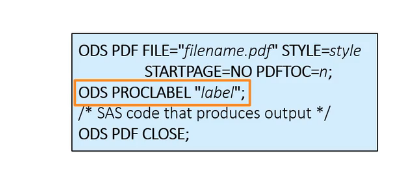 ODS PDF FILE="filename.pdf" STYLE=style
STARTPAGE=NO PDFTOC=n;
ODS PROCLABEL "label";
/* SAS code that produces output */
ODS PDF CLOSE;